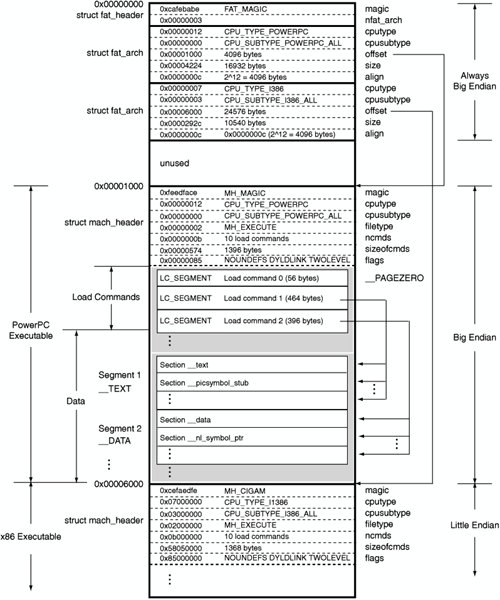 0x00000000 0xcafebabe FAT_MAGIC magic
struct fat_header 0x00000003 nfat_arch
0x00000012 CPU_TYPE_POWERPC cputype
0x00000000 CPU_SUBTYPE_POWERPC_ALL cpusubtype
struct fat_arch 0x00001000 4096 bytes offset
0x00004224 16932 bytes size
0x0000000c 2^12 = 4096 bytes align
0x00000007 CPU_TYPE_I386 cputype
0x00000003 CPU_SUBTYPE_I386_ALL cpusubtype
struct fat_arch 0x00006000 24576 bytes offset
0x0000292c 10540 bytes size
0x0000000c 0x0000000c (2^12 = 4096 bytes) align
Always
Big Endian
unused
0x00001000 0xfeedface MH_MAGIC magic
0x00000012 CPU_TYPE_POWERPC cputype
0x00000000 CPU_SUBTYPE_POWERPC_ALL cpusubtype
struct mach_header 0x00000002 MH_EXECUTE filetype
0x0000000b 10 load commands ncmds
0x00000574 1396 bytes sizeofcmds
0x00000085 NOUNDEFS DYLDLINK TWOLEVEL flags
LC_SEGMENT Load command 0 (56 bytes) __PAGEZERO
Load Commands LC_SEGMENT Load command 1 (464 bytes)
LC_SEGMENT Load command 2 (396 bytes)
PowerPC
Executable
Big Endian
Segment 1
__TEXT
Section __text
Section __picsymbol_stub
Data
Segment 2
__DATA
Section __data
Section __nl_symbol_ptr
0x00006000 0xcefaedfe MH_CIGAM magic
0x07000000 CPU_TYPE_I1386 cputype
0x03000000 CPU_SUBTYPE_I386_ALL cpusubtype
struct mach_header 0x02000000 MH_EXECUTE filetype
0x0b000000 10 load commands ncmds
0x58050000 1368 bytes sizeofcmds
0x85000000 NOUNDEFS DYLDLINK TWOLEVEL flags
x86 Executable
Little Endian